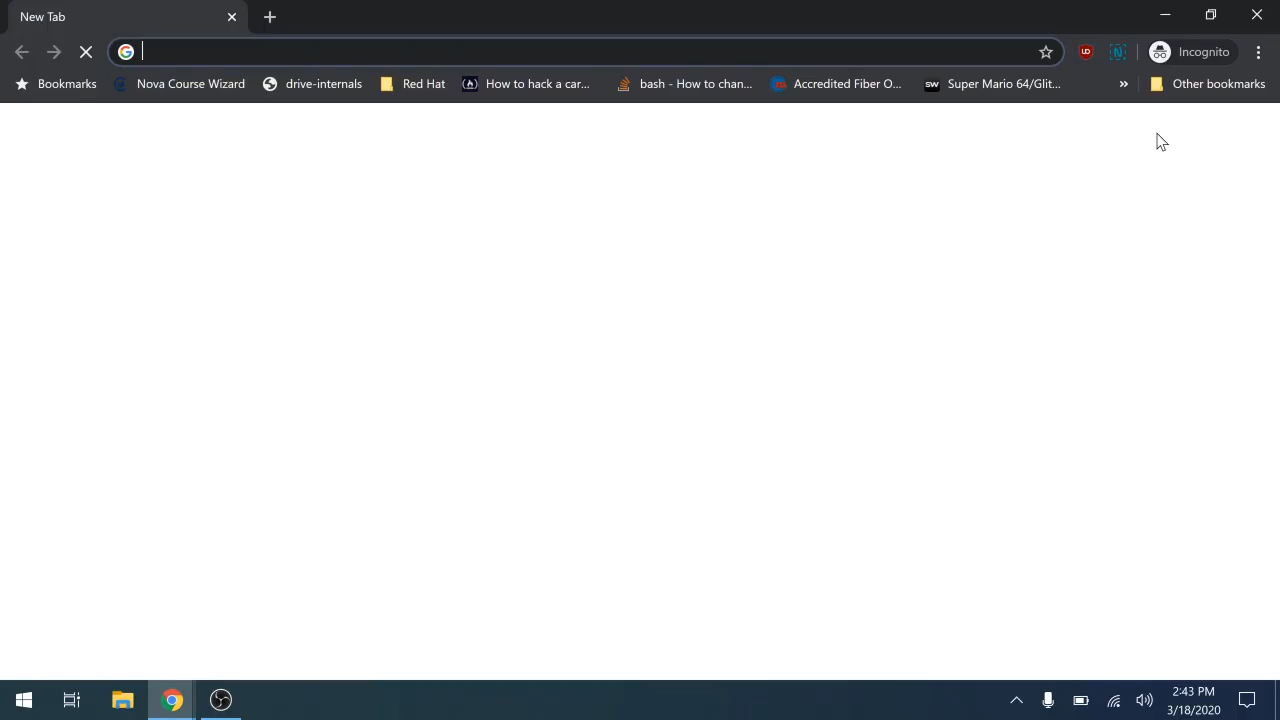 New Tab
Incognito
Bookmarks Nova Course Wizard drive-internals Red Hat How to hack a car... bash - How to chan... Accredited Fiber O... Super Mario 64/Glit... » Other bookmarks
2:43 PM
3/18/2020